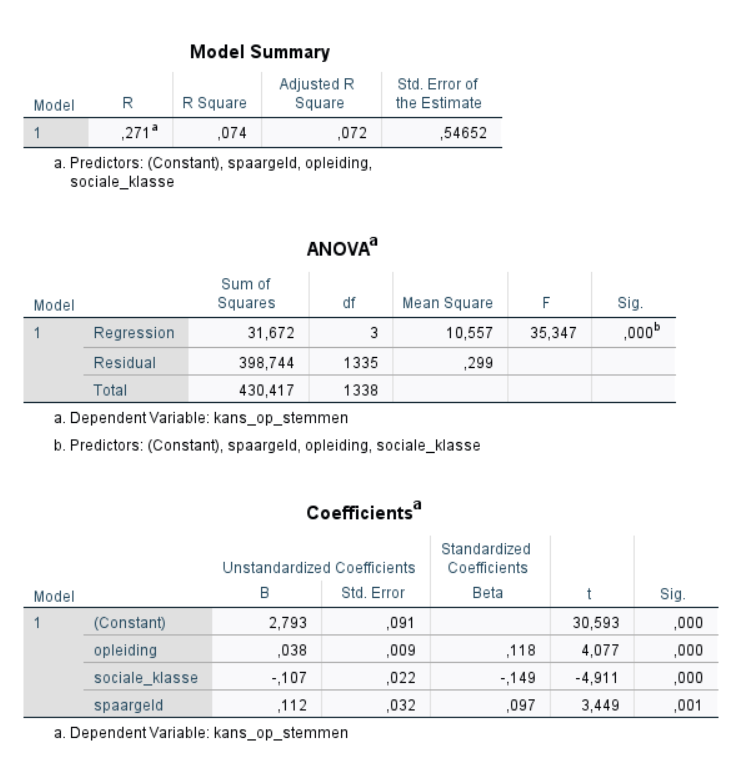 Model Summary
Model R R Square Adjusted R Square Std. Error of the Estimate
1 ,271ᵃ ,074 ,072 ,54652
a. Predictors: (Constant), spaargeld, opleiding,
sociale_klasse
ANOVAᵃ
Model Sum of Squares df Mean Square F Sig.
1 Regression 31,672 3 10,557 35,347 ,000ᵇ
Residual 398,744 1335 ,299
Total 430,417 1338
a. Dependent Variable: kans_op_stemmen
b. Predictors: (Constant), spaargeld, opleiding, sociale_klasse
Coefficientsᵃ
Unstandardized Coefficients Standardized Coefficients
Model B Std. Error Beta t Sig.
1 (Constant) 2,793 ,091 30,593 ,000
opleiding ,038 ,009 ,118 4,077 ,000
sociale_klasse -,107 ,022 -,149 -4,911 ,000
spaargeld ,112 ,032 ,097 3,449 ,001
a. Dependent Variable: kans_op_stemmen